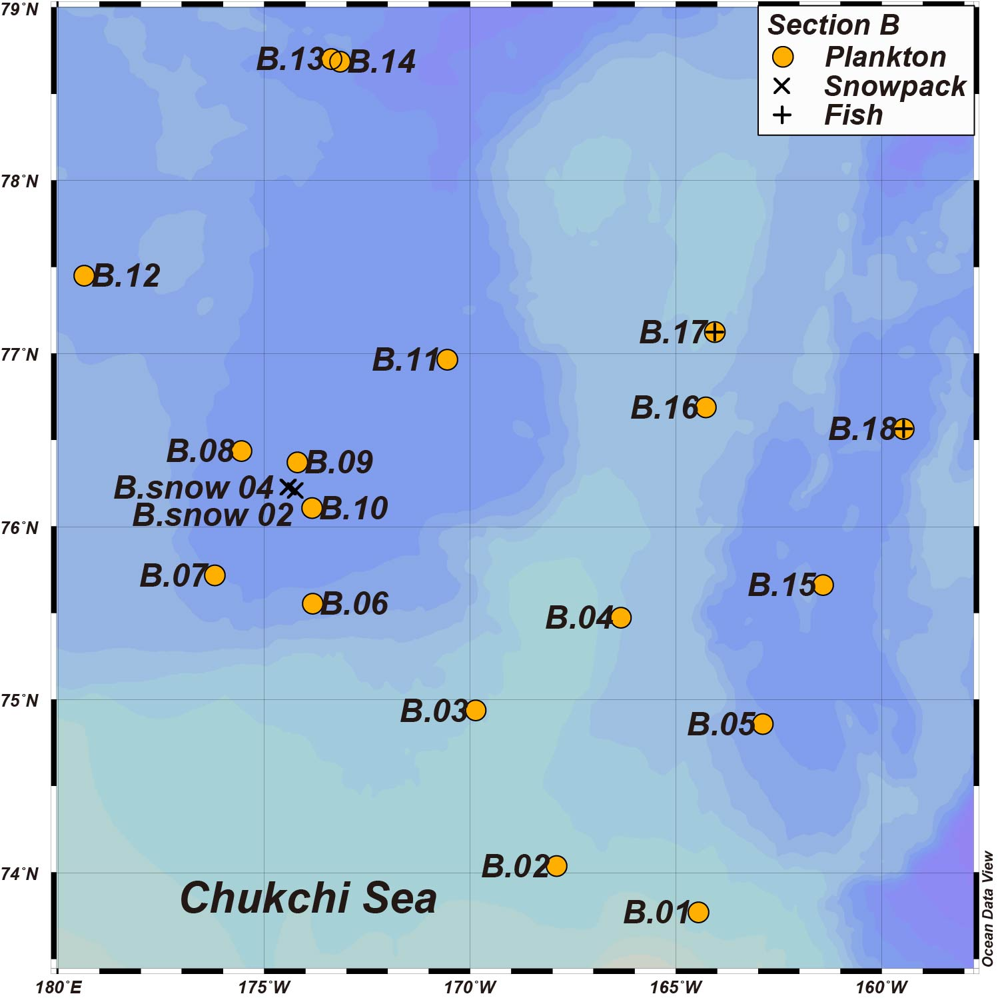 79°N
Section B
Plankton
Snowpack
Fish
B.13
B.14
78°N
B.12
B.17
77°N
B.11
B.16
B.18
B.08
B.09
B.snow 04
B.10
B.snow 02
76°N
B.07
B.15
B.06
B.04
75°N
B.03
B.05
74°N
B.02
Chukchi Sea
B.01
Ocean Data View
180°E
175°W
170°W
165°W
160°W